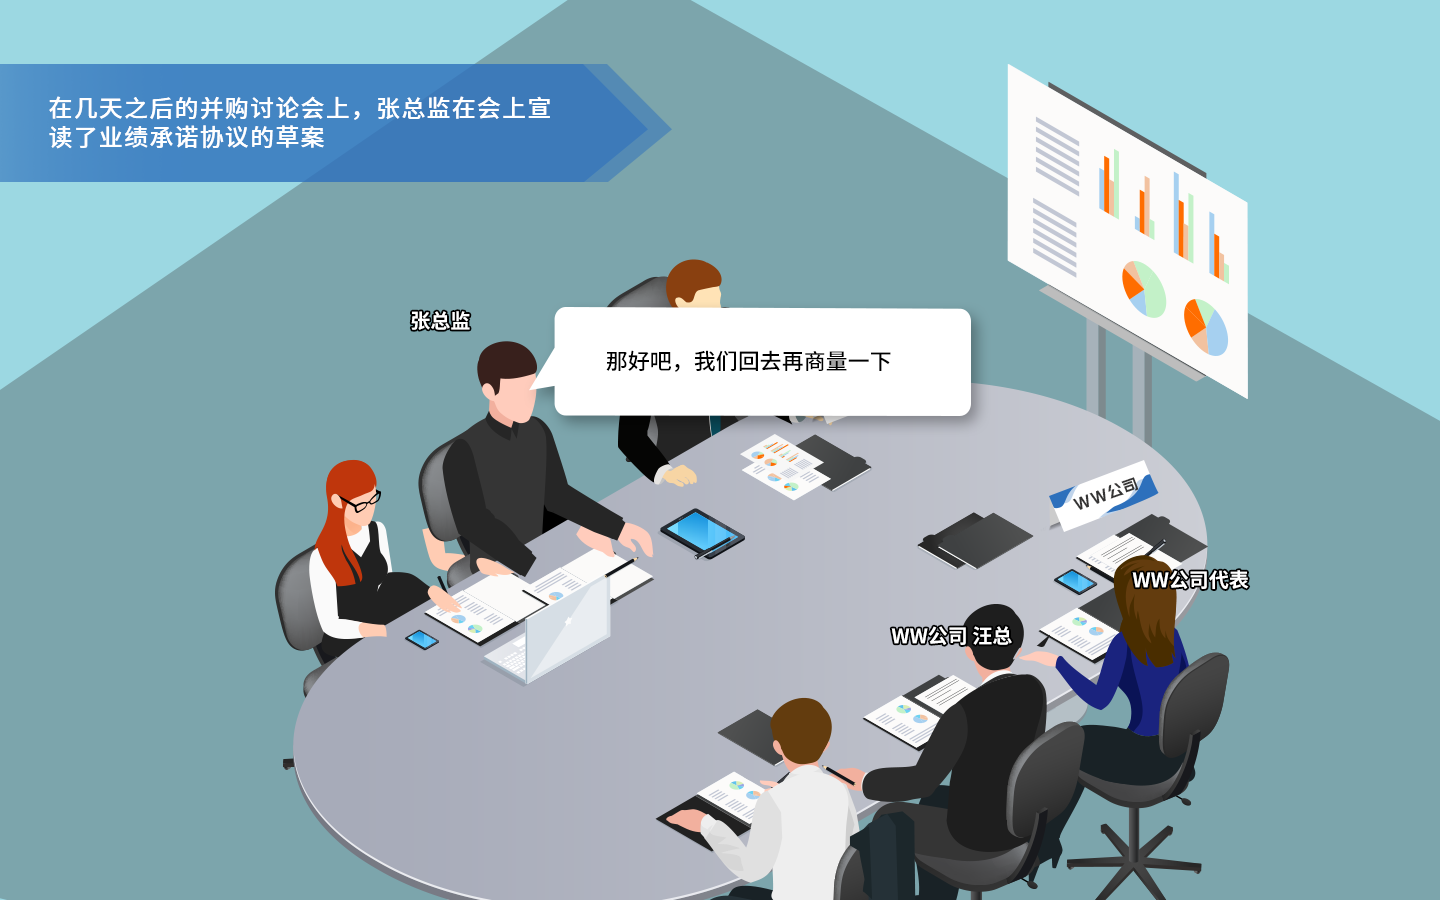 在几天之后的并购讨论会上，张总监在会上宣
读了业绩承诺协议的草案
张总监
那好吧，我们回去再商量一下
WW公司
WW公司代表
WW公司 汪总